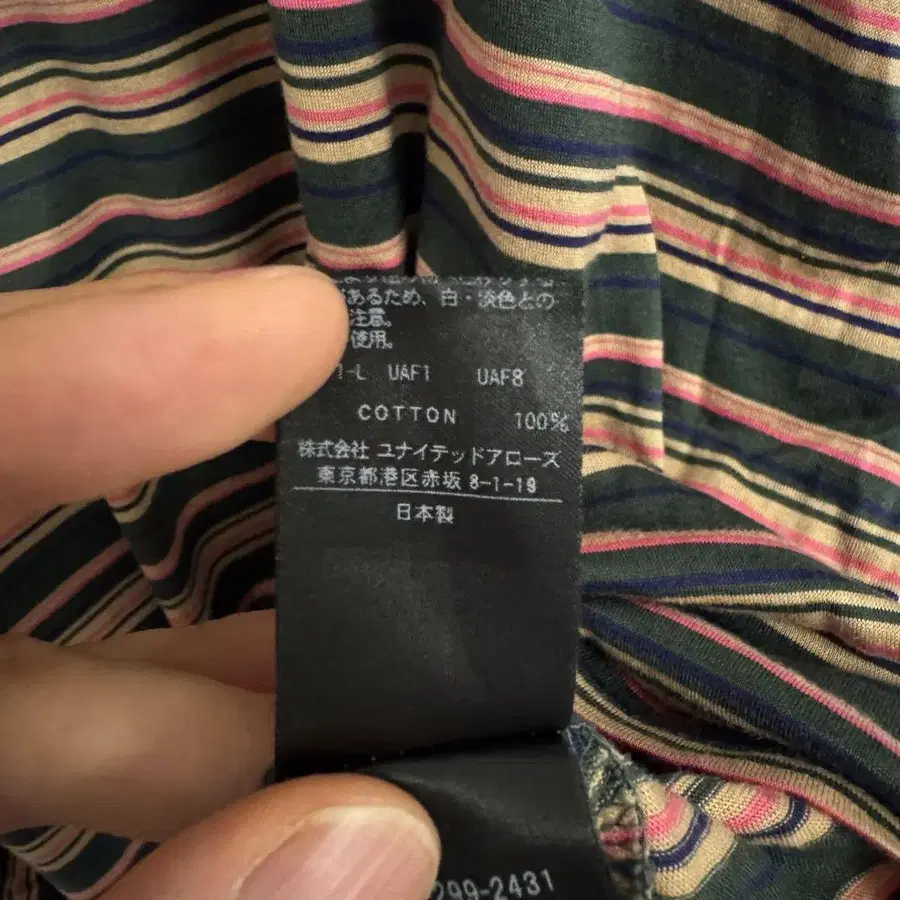 あるため、白・淡色との
注意。
使用。
1-L UAF1 UAF8
COTTON 100%
株式会社 ユナイテッドアローズ
東京都港区赤坂 8-1-19
日本製
299-2431